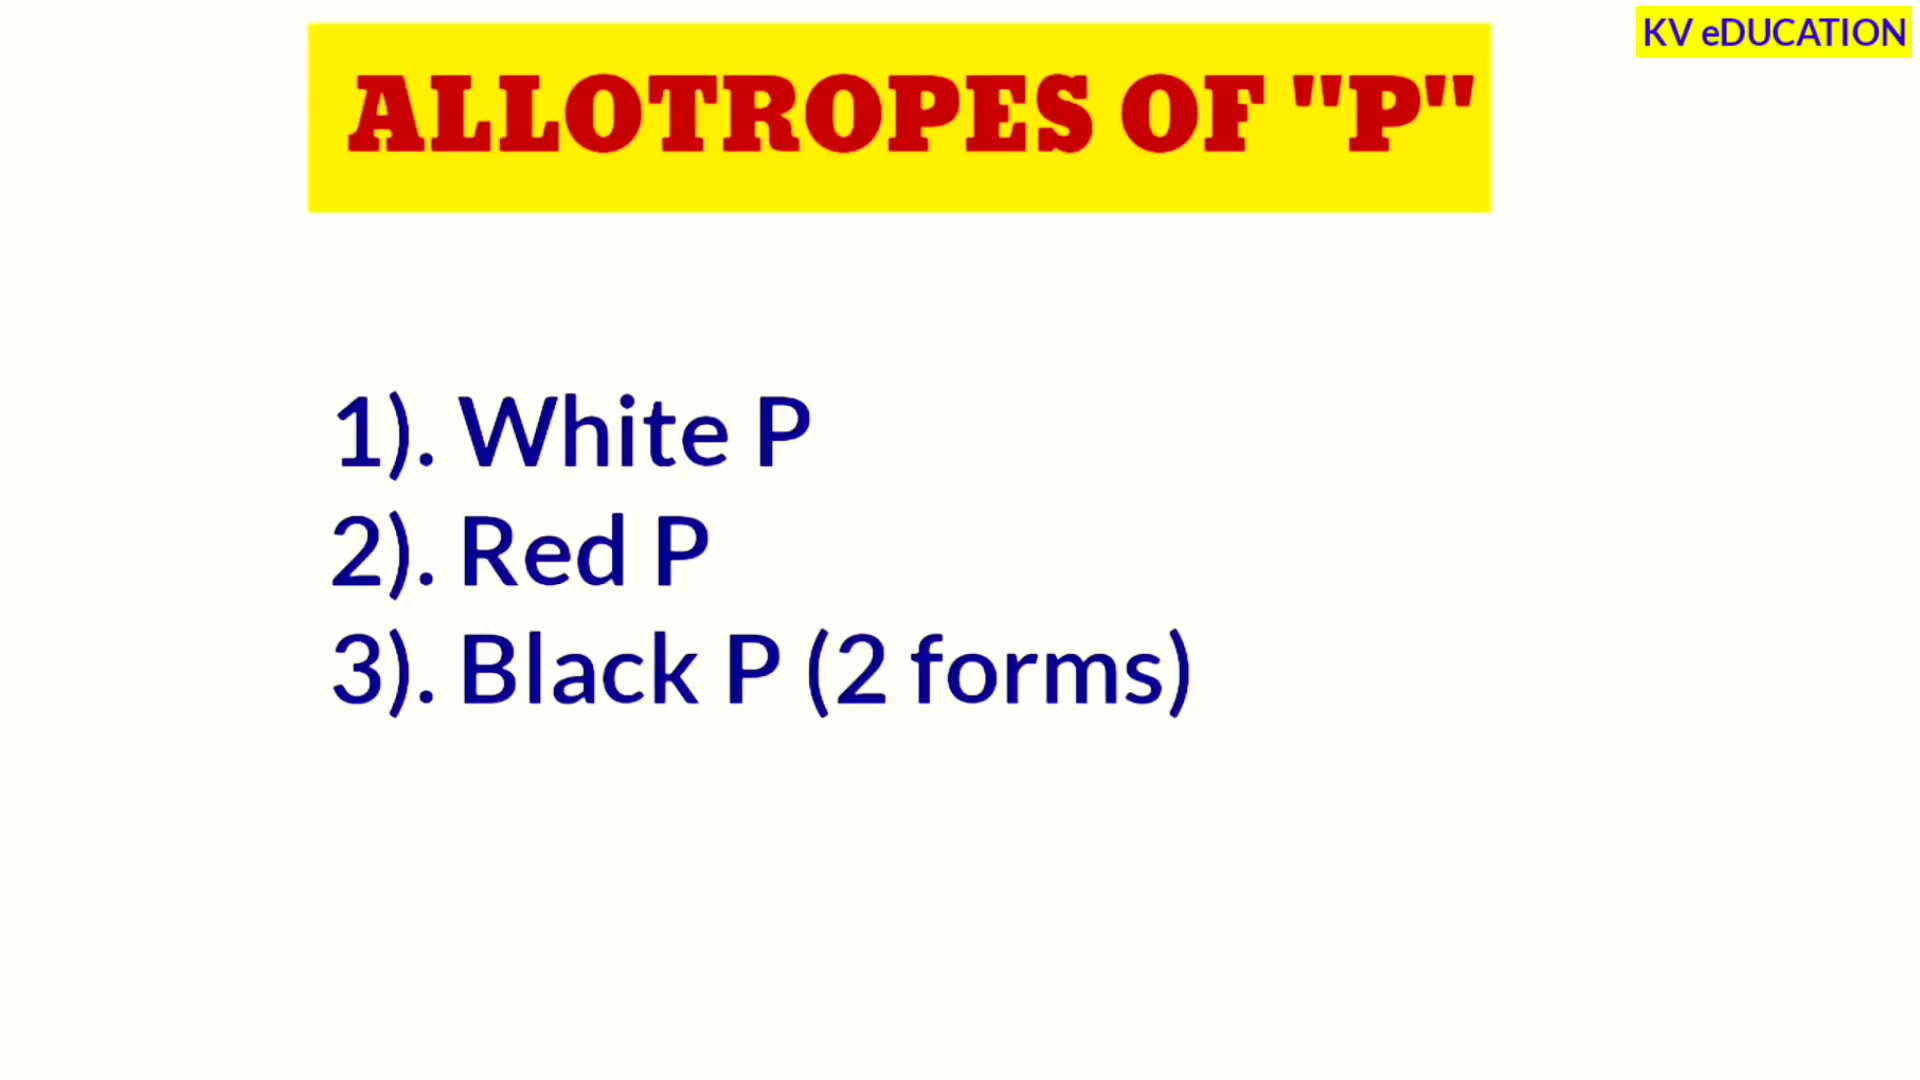 KV eDUCATION
ALLOTROPES OF "P"
1). White P
2). Red P
3). Black P (2 forms)